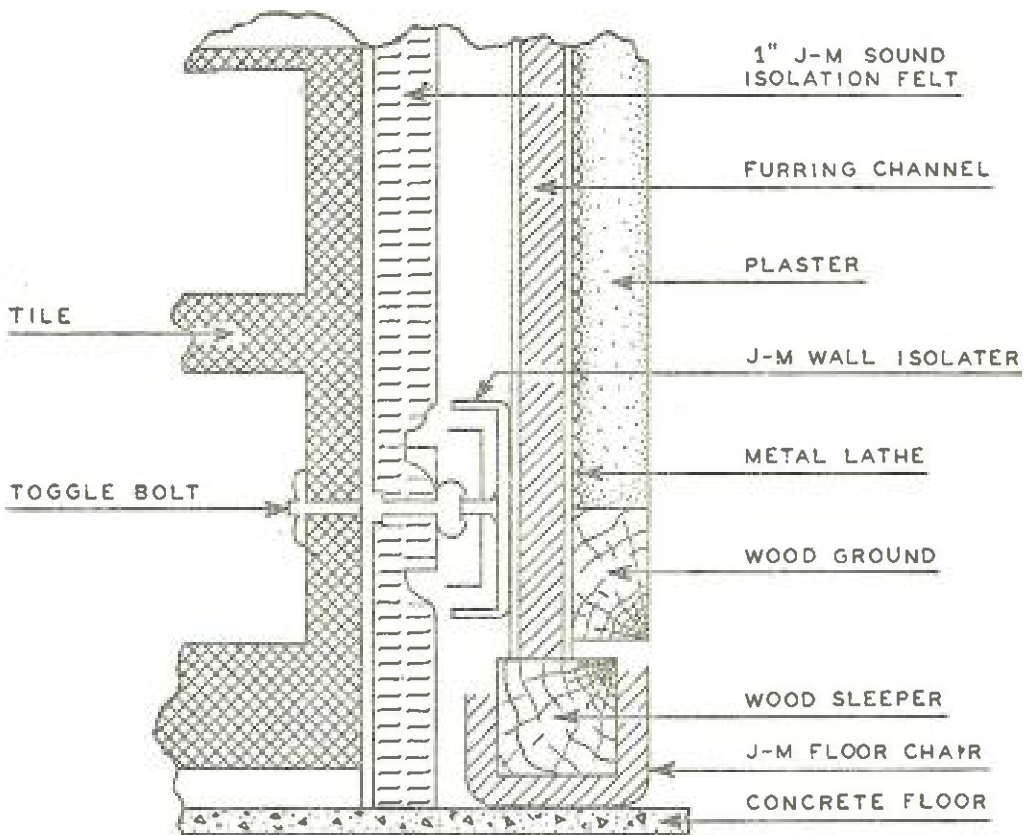 1" J-M SOUND
ISOLATION FELT
FURRING CHANNEL
PLASTER
TILE
J-M WALL ISOLATER
METAL LATHE
TOGGLE BOLT
WOOD GROUND
WOOD SLEEPER
J-M FLOOR CHAIR
CONCRETE FLOOR